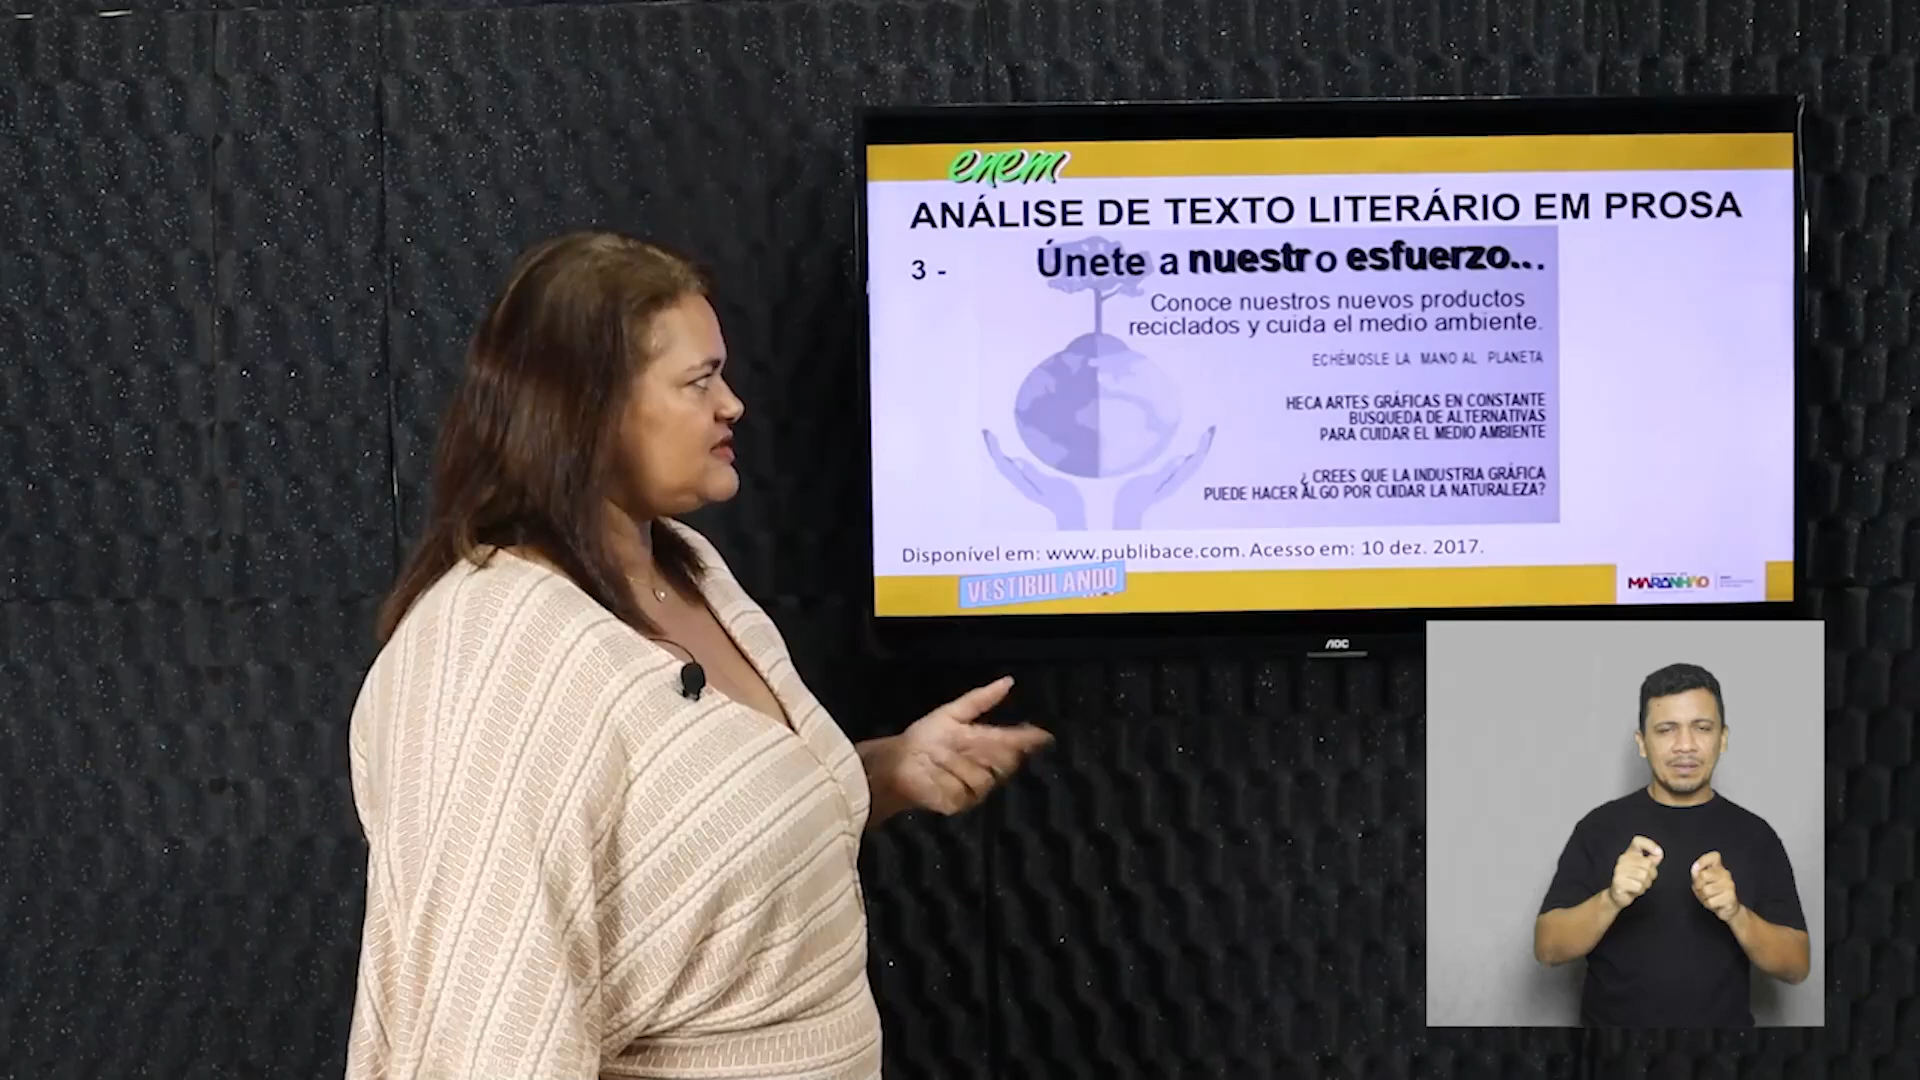 enem
ANÁLISE DE TEXTO LITERÁRIO EM PROSA
3 -
Únete a nuestro esfuerzo...
Conoce nuestros nuevos productos
reciclados y cuida el medio ambiente.
ECHÉMOSLE LA MANO AL PLANETA
HECA ARTES GRÁFICAS EN CONSTANTE
BUSQUEDA DE ALTERNATIVAS
PARA CUIDAR EL MEDIO AMBIENTE
¿ CREES QUE LA INDUSTRIA GRÁFICA
PUEDE HACER ALGO POR CUIDAR LA NATURALEZA?
Disponível em: www.publibace.com. Acesso em: 10 dez. 2017.
VESTIBULANDO
MARANHÃO
AOC